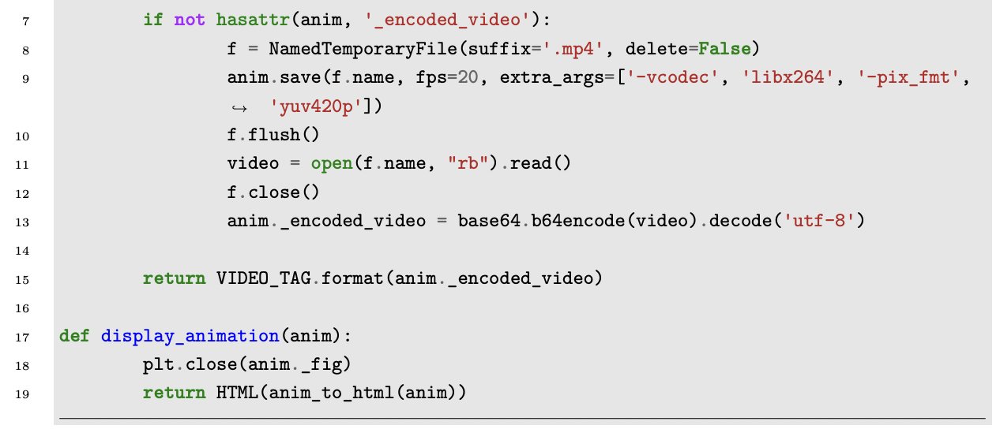 7 if not hasattr(anim, '_encoded_video'):
8 f = NamedTemporaryFile(suffix='.mp4', delete=False)
9 anim.save(f.name, fps=20, extra_args=['-vcodec', 'libx264', '-pix_fmt',
↪ 'yuv420p'])
10 f.flush()
11 video = open(f.name, "rb").read()
12 f.close()
13 anim._encoded_video = base64.b64encode(video).decode('utf-8')
14
15 return VIDEO_TAG.format(anim._encoded_video)
16
17 def display_animation(anim):
18 plt.close(anim._fig)
19 return HTML(anim_to_html(anim))